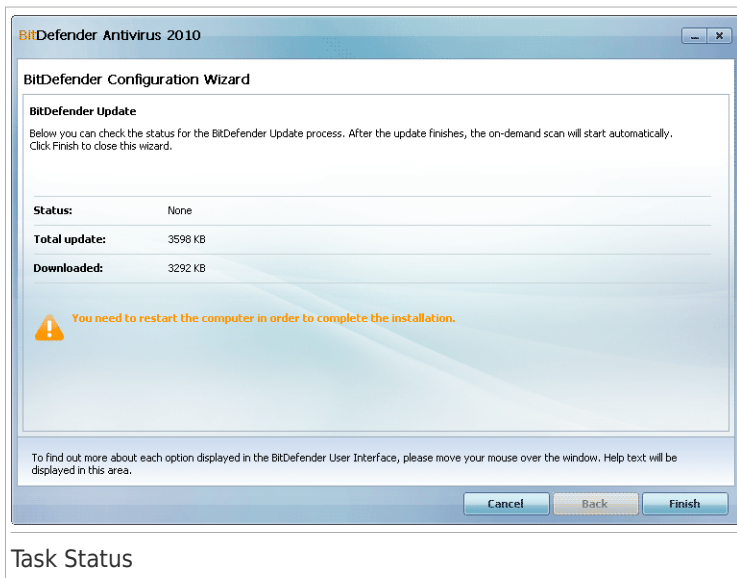 BitDefender Antivirus 2010
BitDefender Configuration Wizard
BitDefender Update
Below you can check the status for the BitDefender Update process. After the update finishes, the on-demand scan will start automatically.
Click Finish to close this wizard.
Status: None
Total update: 3598 KB
Downloaded: 3292 KB
You need to restart the computer in order to complete the installation.
To find out more about each option displayed in the BitDefender User Interface, please move your mouse over the window. Help text will be
displayed in this area.
Cancel Back Finish
Task Status